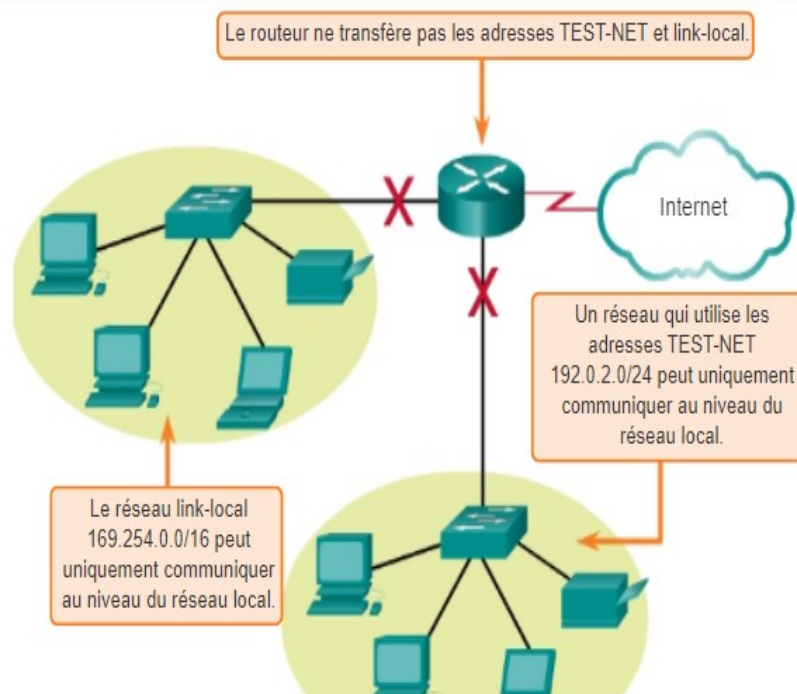 Le routeur ne transfère pas les adresses TEST-NET et link-local.
Internet
Un réseau qui utilise les
adresses TEST-NET
192.0.2.0/24 peut uniquement
communiquer au niveau du
réseau local.
Le réseau link-local
169.254.0.0/16 peut
uniquement communiquer
au niveau du réseau local.